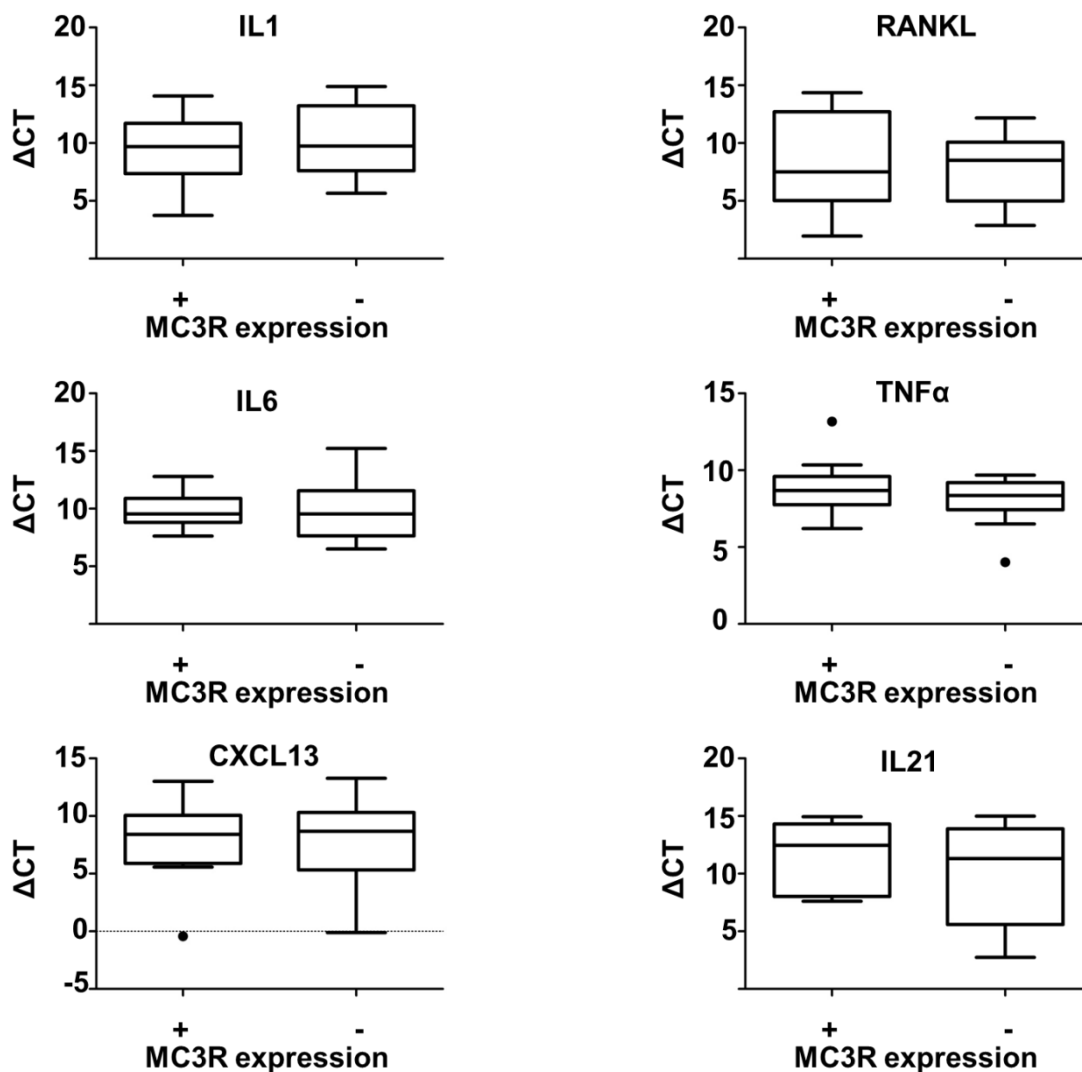 IL1
20
15
10
5
ΔCT
+ -
MC3R expression
RANKL
20
15
10
5
ΔCT
+ -
MC3R expression
IL6
20
15
10
5
ΔCT
+ -
MC3R expression
TNFα
15
10
5
0
ΔCT
+ -
MC3R expression
CXCL13
15
10
5
0
-5
ΔCT
+ -
MC3R expression
IL21
20
15
10
5
ΔCT
+ -
MC3R expression